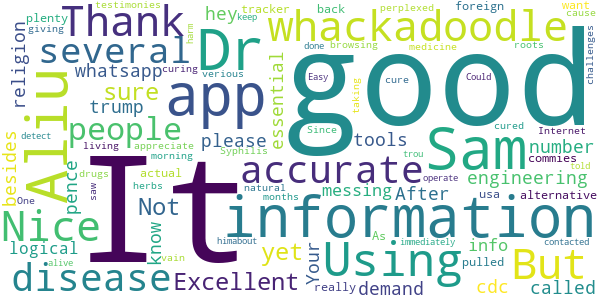 foreign want
plenty hey tracker back cause
testimonies keep perplexed
giving Thank Dr whackadoodle
harm browsing medicine
religion several whatsapp done roots challenges
verious curing Easy cure Could
trump app essential taking Since cured Internet
sure please tools number
Aliu people accurate good Sam
living appreciate detect Syphilis trou commies
actual morning messing engineering
besides pence drugs Not After told operate usa alternative
One saw herbs natural months
It information
Nice know yet Your info As immediately contacted
logical vain himabout Using But
alive really pulled cdc
disease Excellent demand called